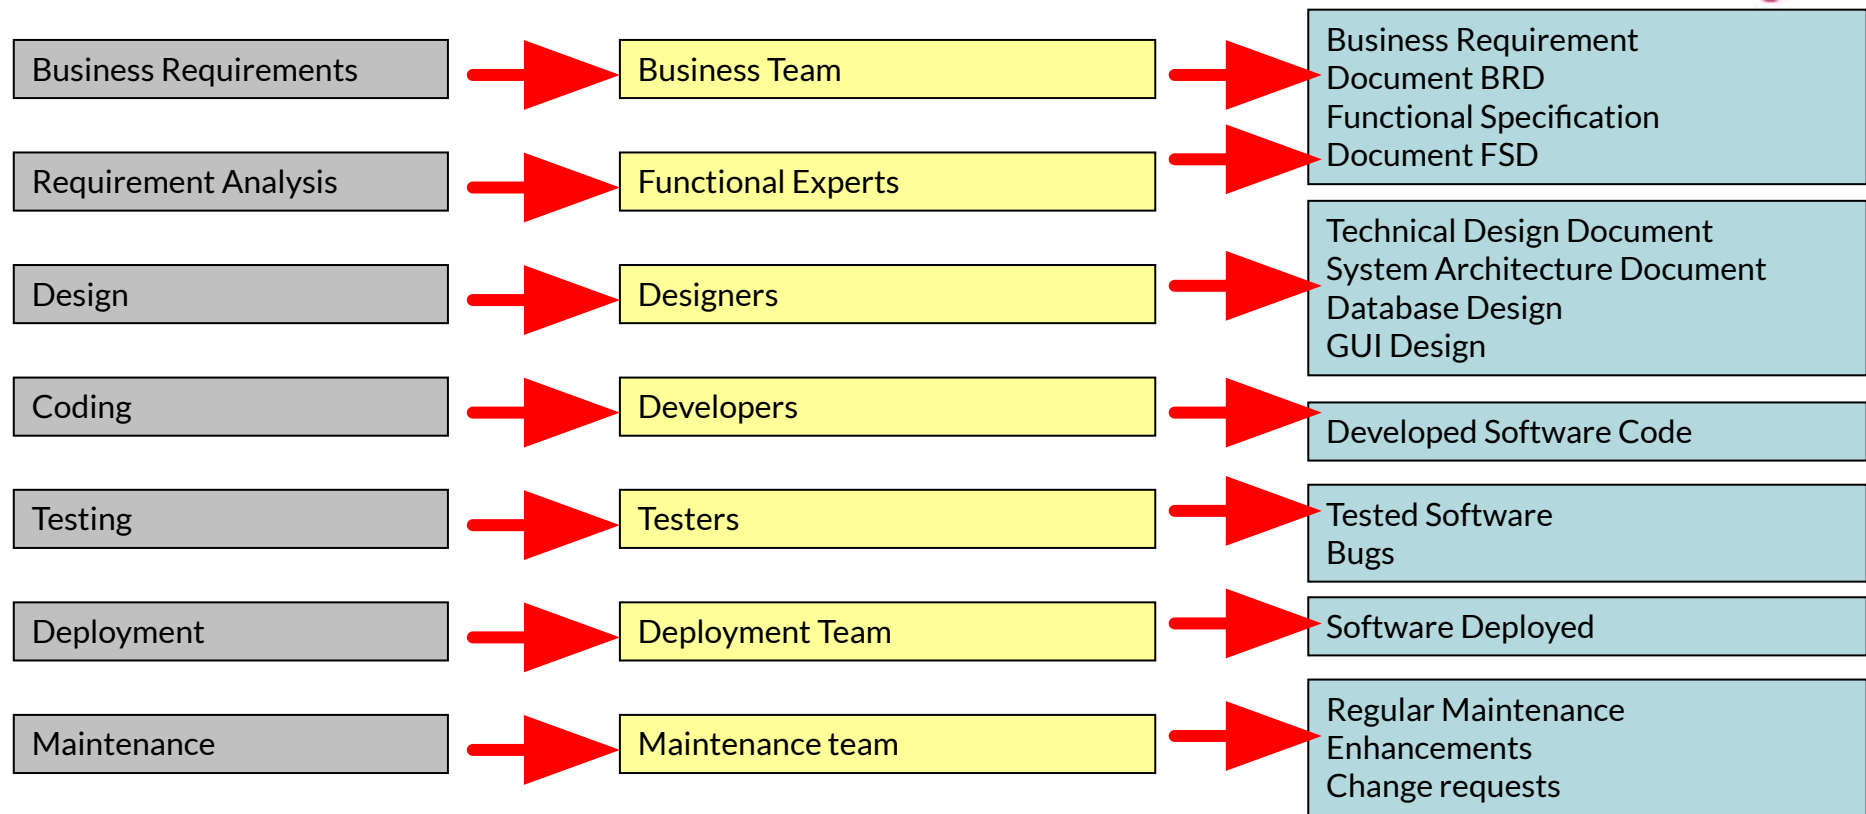 Business Requirements
Business Team
Business Requirement
Document BRD
Functional Specification
Document FSD
Requirement Analysis
Functional Experts
Design
Designers
Technical Design Document
System Architecture Document
Database Design
GUI Design
Coding
Developers
Developed Software Code
Testing
Testers
Tested Software
Bugs
Deployment
Deployment Team
Software Deployed
Maintenance
Maintenance team
Regular Maintenance
Enhancements
Change requests